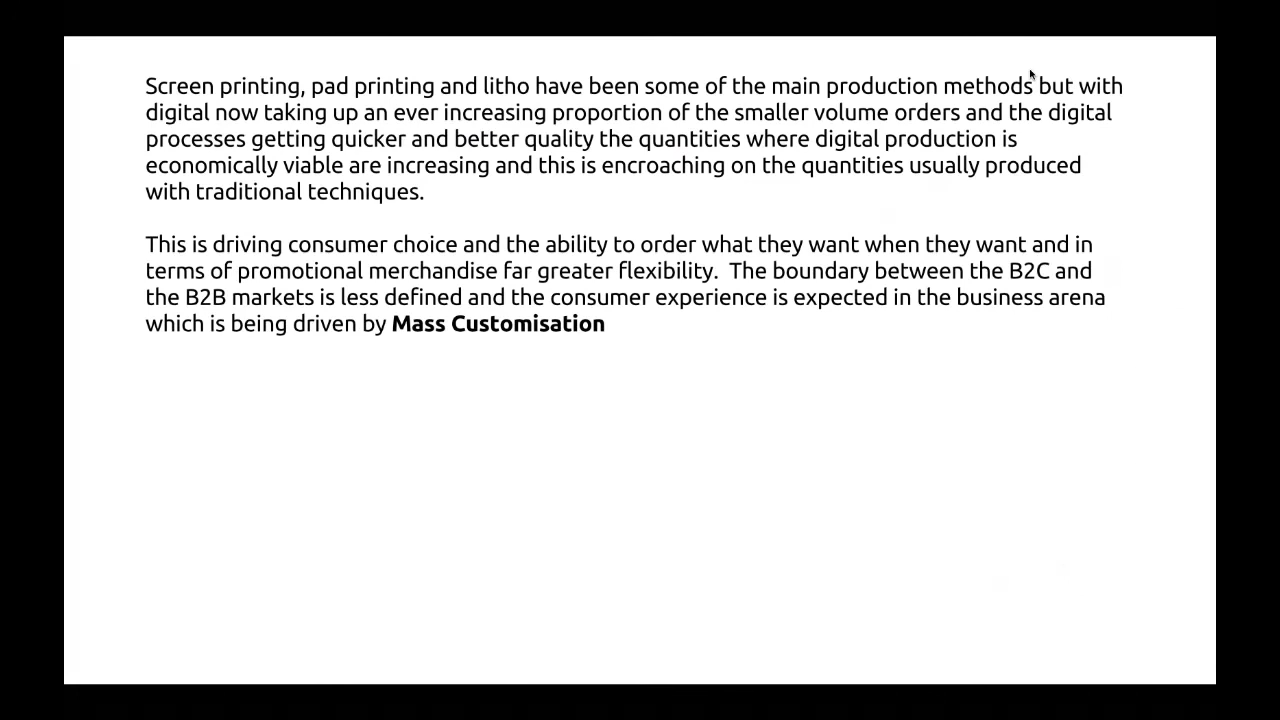 Screen printing, pad printing and litho have been some of the main production methods but with
digital now taking up an ever increasing proportion of the smaller volume orders and the digital
processes getting quicker and better quality the quantities where digital production is
economically viable are increasing and this is encroaching on the quantities usually produced
with traditional techniques.
This is driving consumer choice and the ability to order what they want when they want and in
terms of promotional merchandise far greater flexibility.  The boundary between the B2C and
the B2B markets is less defined and the consumer experience is expected in the business arena
which is being driven by Mass Customisation